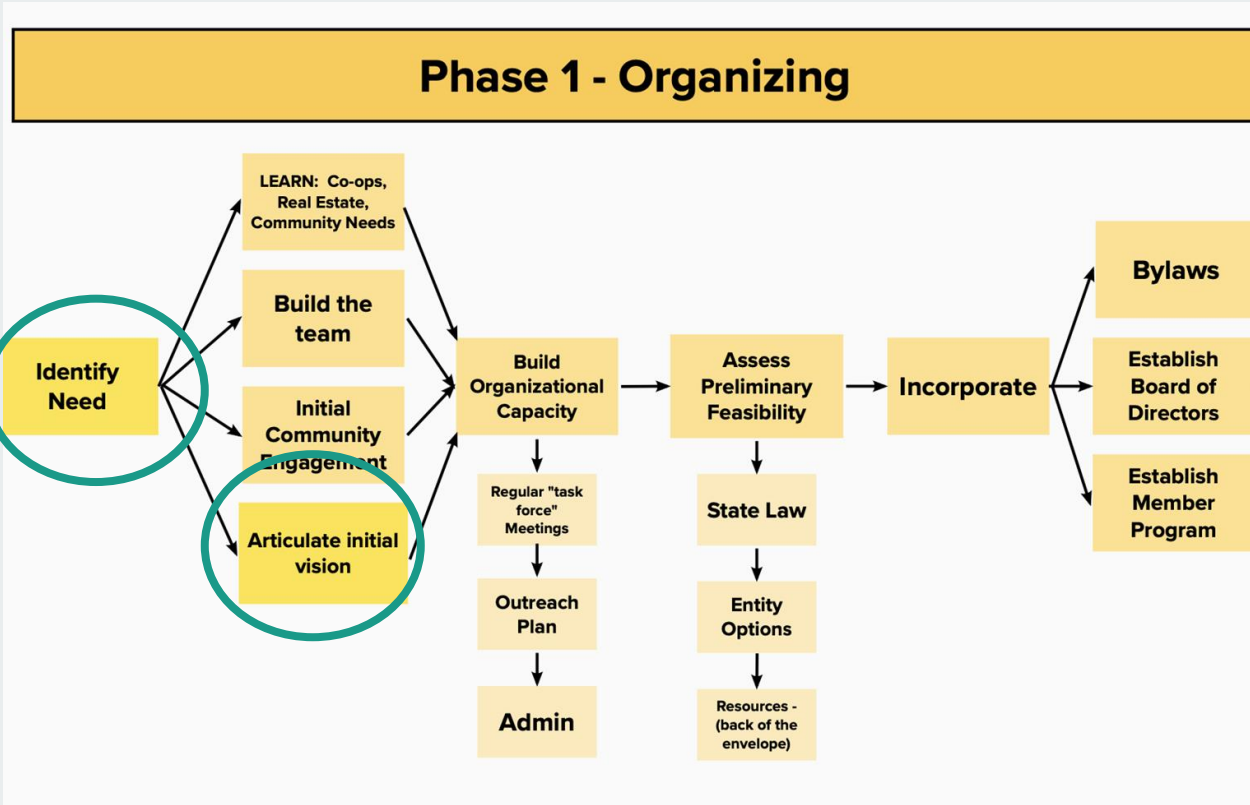 Phase 1 - Organizing
LEARN: Co-ops,
Real Estate,
Community Needs
Build the
team
Identify
Need
Initial
Community
Engagement
Articulate initial
vision
Build
Organizational
Capacity
Regular "task
force"
Meetings
Outreach
Plan
Admin
Assess
Preliminary
Feasibility
State Law
Entity
Options
Resources -
(back of the
envelope)
Incorporate
Bylaws
Establish
Board of
Directors
Establish
Member
Program